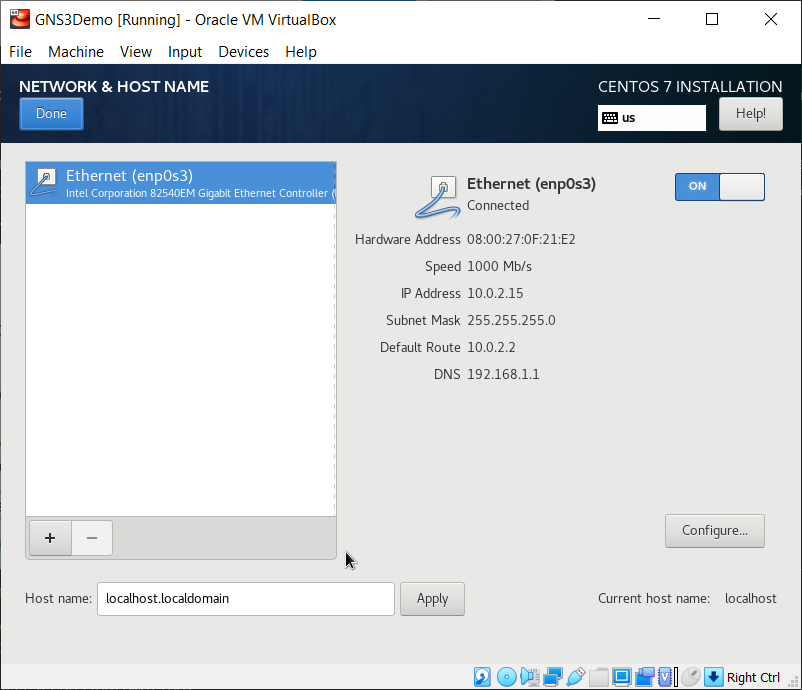 GNS3Demo [Running] - Oracle VM VirtualBox
File Machine View Input Devices Help
NETWORK & HOST NAME
CENTOS 7 INSTALLATION
Done
us
Help!
Ethernet (enp0s3)
Intel Corporation 82540EM Gigabit Ethernet Controller (
Ethernet (enp0s3)
Connected
ON
Hardware Address 08:00:27:0F:21:E2
Speed 1000 Mb/s
IP Address 10.0.2.15
Subnet Mask 255.255.255.0
Default Route 10.0.2.2
DNS 192.168.1.1
+ −
Configure...
Host name: localhost.localdomain Apply Current host name: localhost
Right Ctrl